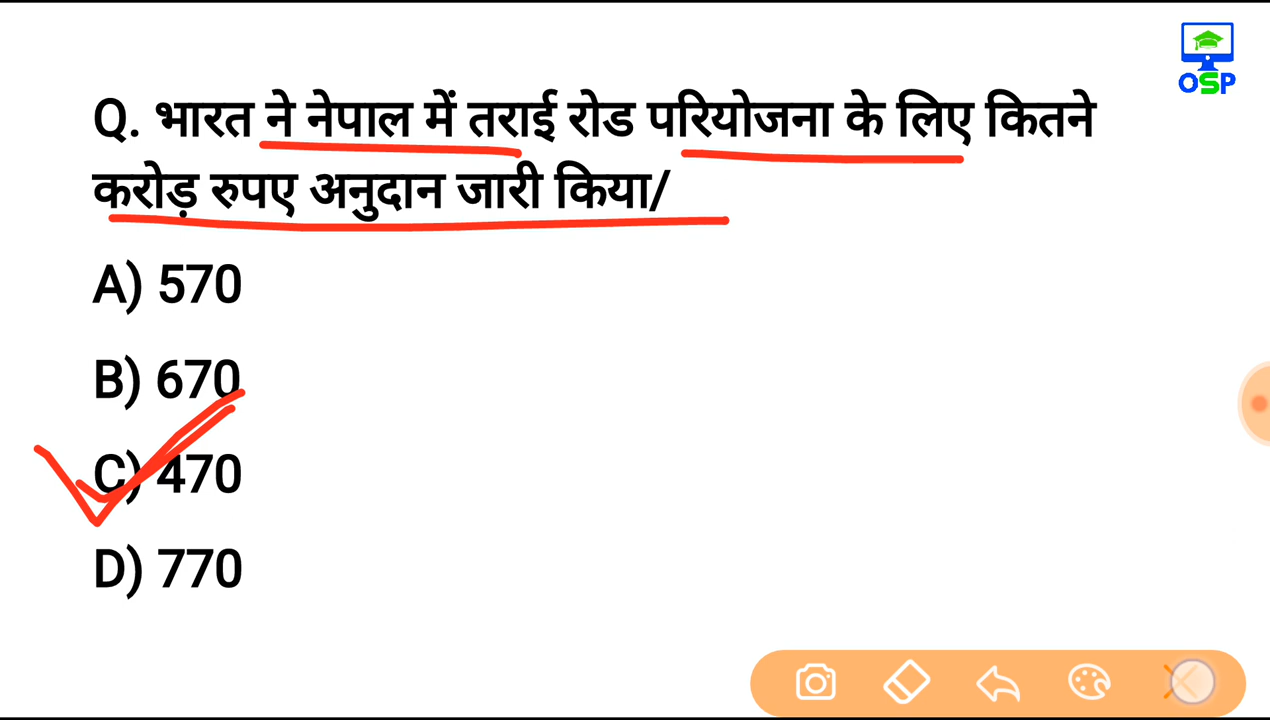 OSP
Q. भारत ने नेपाल में तराई रोड परियोजना के लिए कितने
करोड़ रुपए अनुदान जारी किया/
A) 570
B) 670
C) 470
D) 770